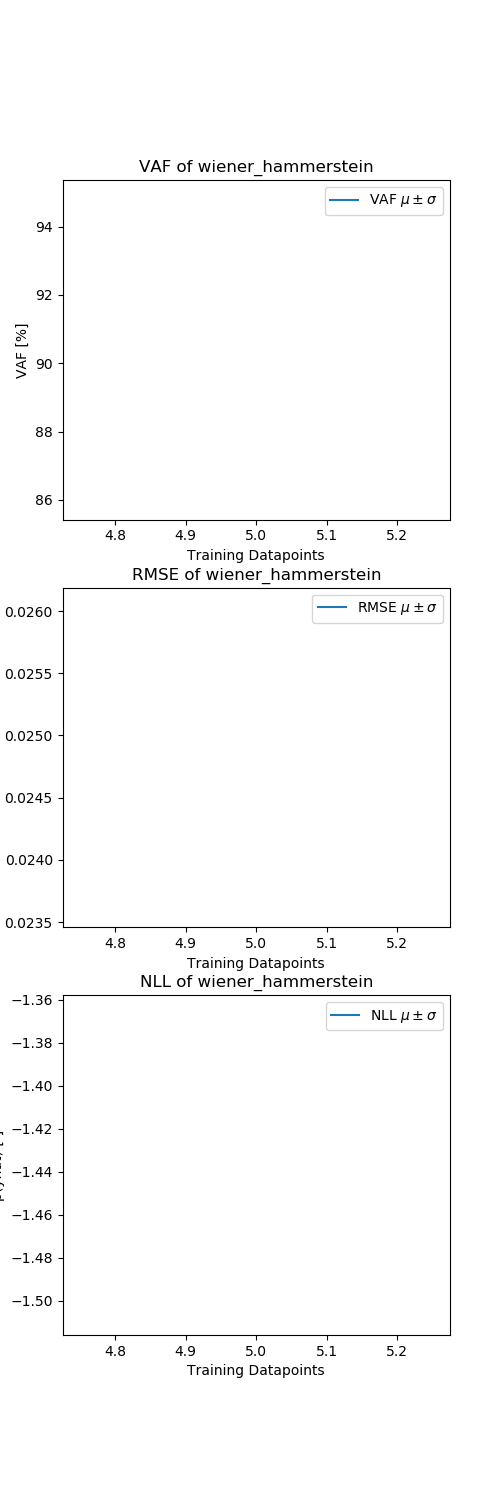 VAF of wiener_hammerstein
VAF μ ± σ
94
92
90
88
86
VAF [%]
4.8 4.9 5.0 5.1 5.2
Training Datapoints
RMSE of wiener_hammerstein
RMSE μ ± σ
0.0260
0.0255
0.0250
0.0245
0.0240
0.0235
4.8 4.9 5.0 5.1 5.2
Training Datapoints
NLL of wiener_hammerstein
NLL μ ± σ
−1.36
−1.38
−1.40
−1.42
−1.44
−1.46
−1.48
−1.50
4.8 4.9 5.0 5.1 5.2
Training Datapoints